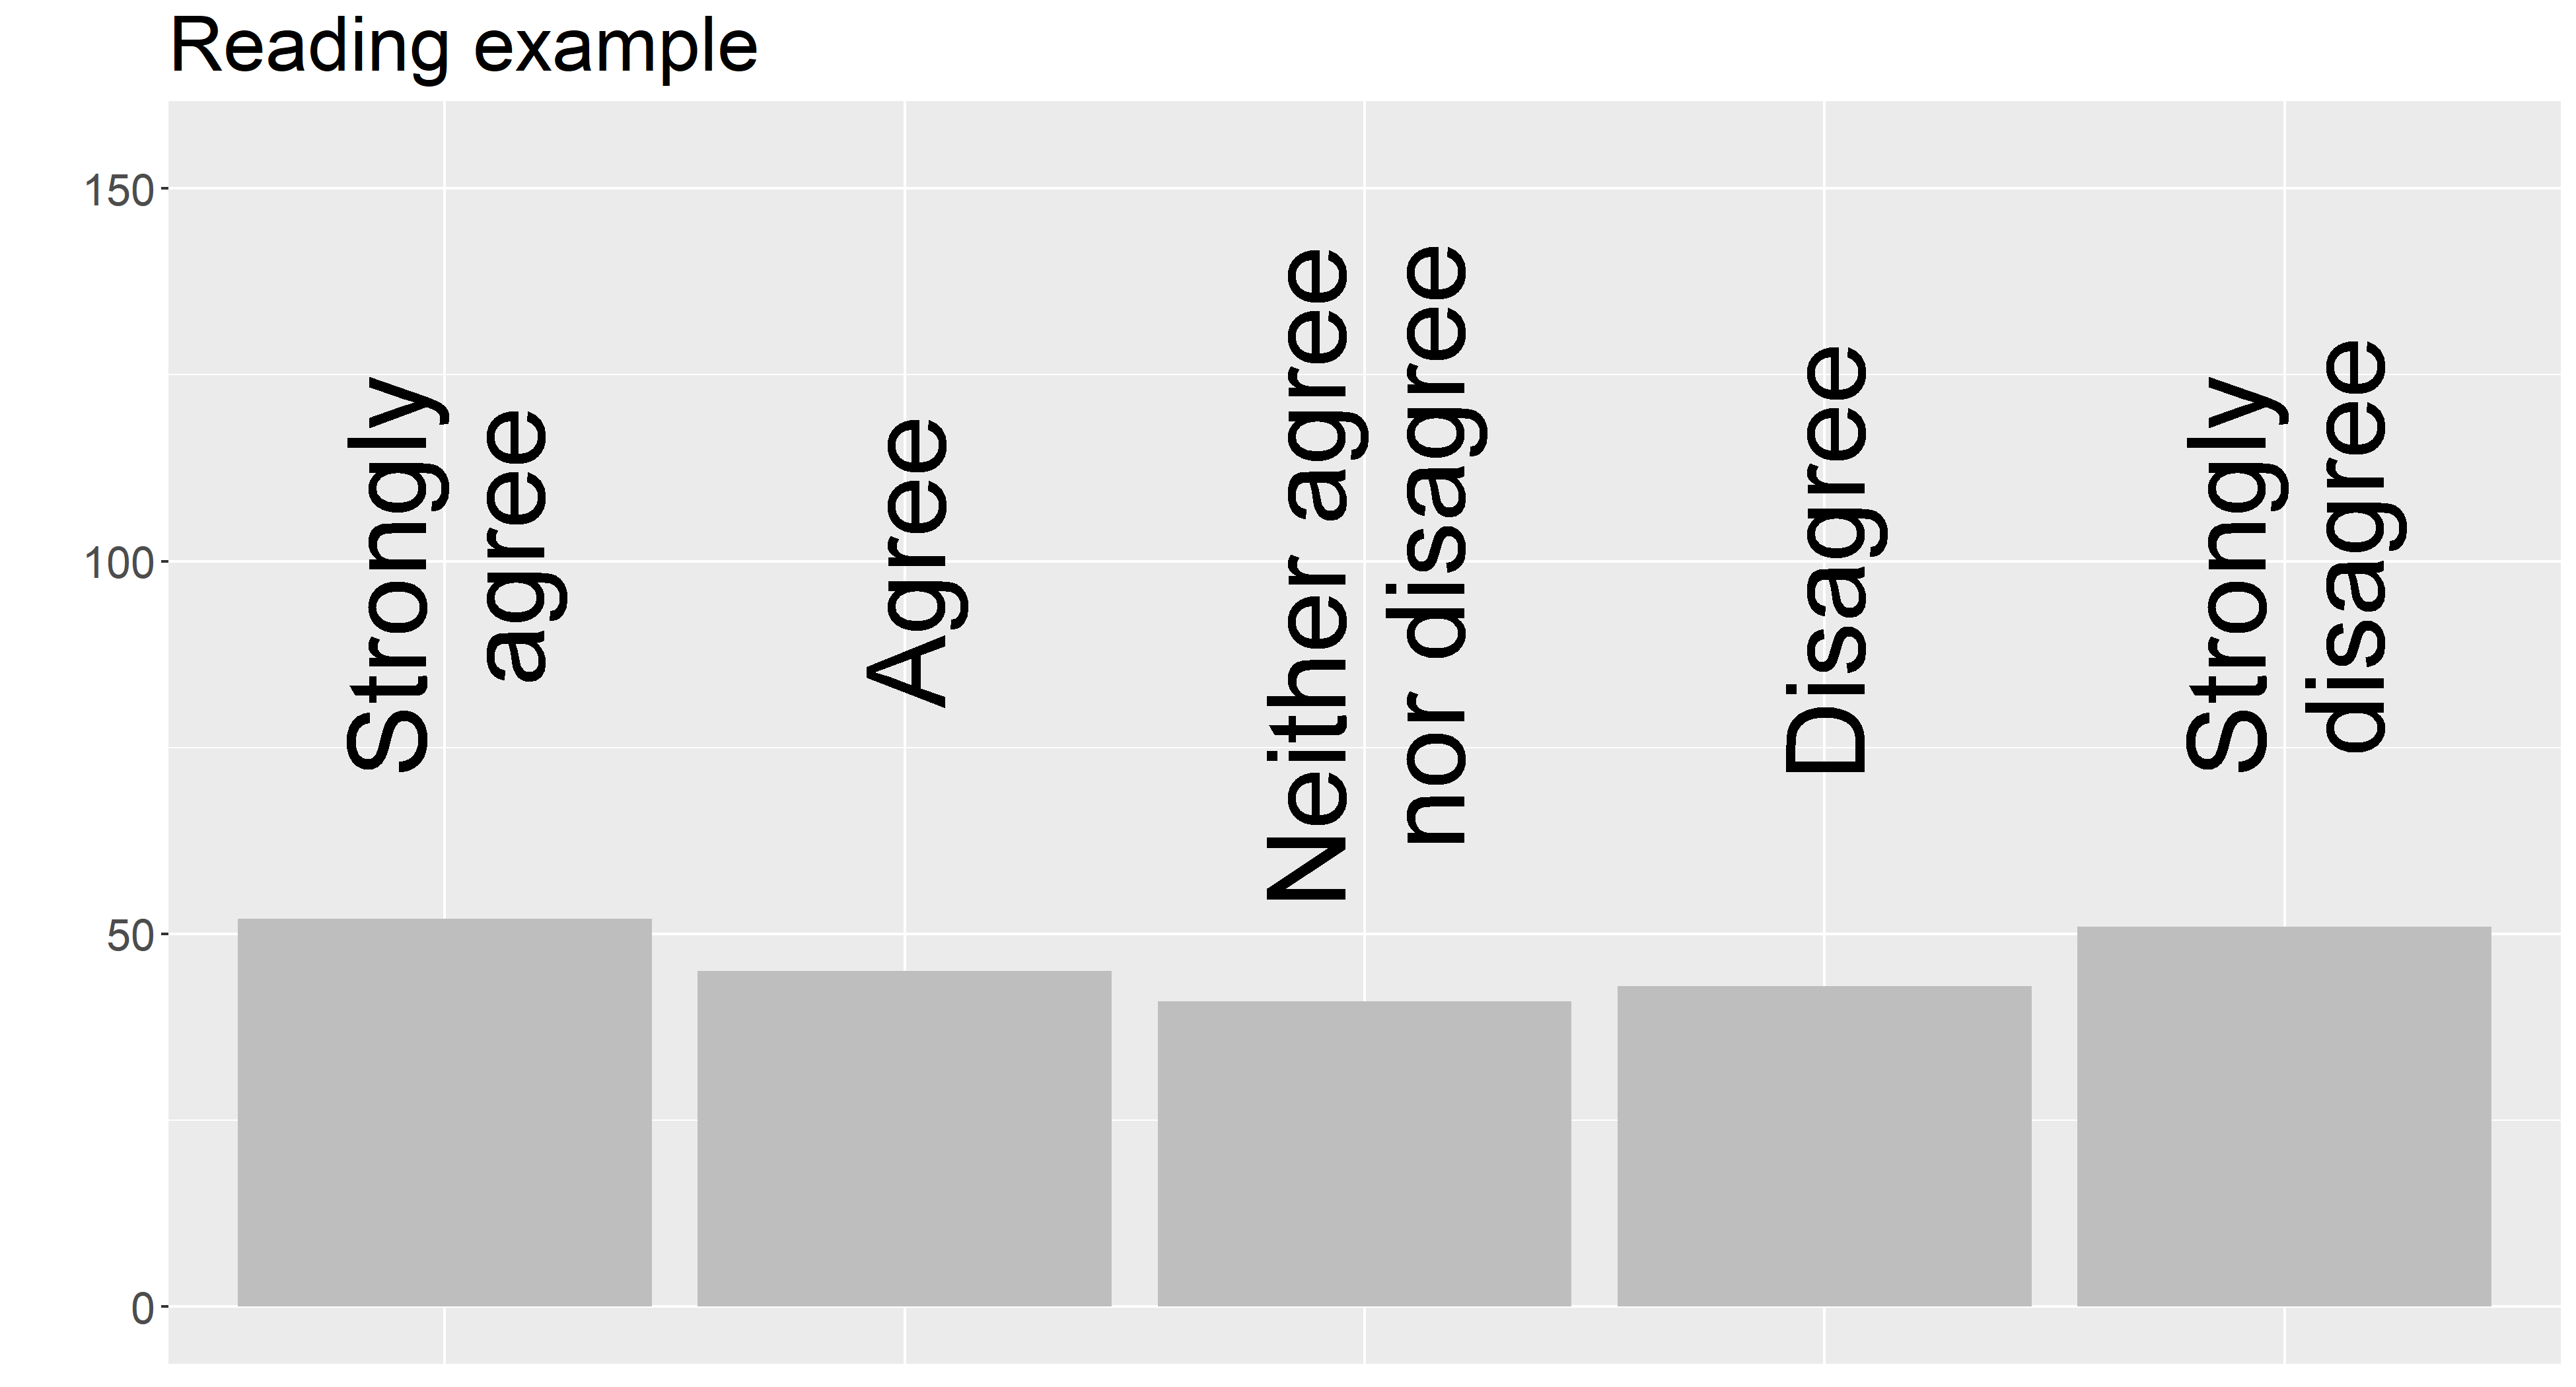 Reading example
150
100
50
0
Strongly
agree
Agree
Neither agree
nor disagree
Disagree
Strongly
disagree